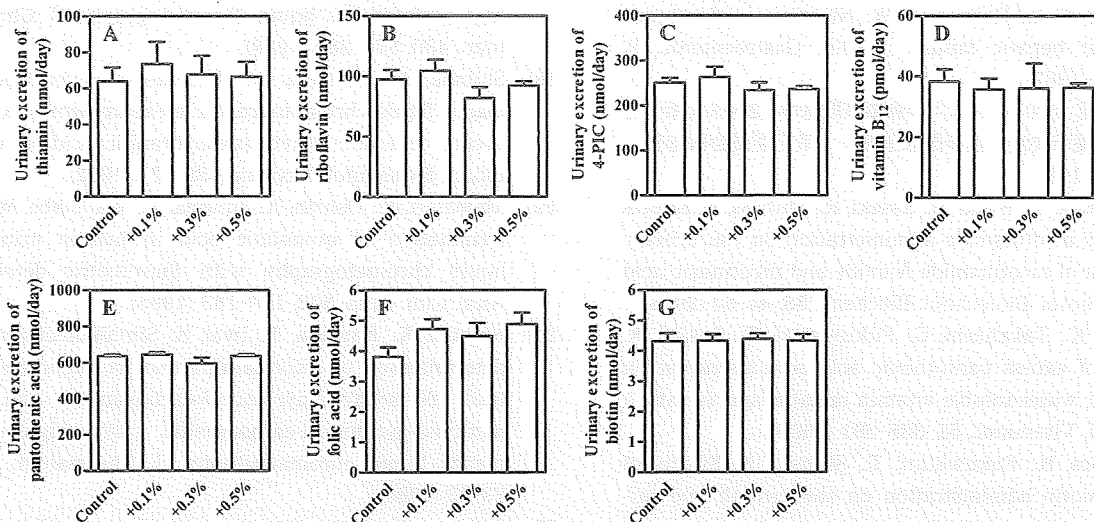 A
Urinary excretion of
thiamin (nmol/day)
100
80
60
40
20
0
Control
+0.1%
+0.3%
+0.5%
B
Urinary excretion of
riboflavin (nmol/day)
150
100
50
0
Control
+0.1%
+0.3%
+0.5%
C
Urinary excretion of
4-PIC (nmol/day)
400
300
200
100
0
Control
+0.1%
+0.3%
+0.5%
D
Urinary excretion of
vitamin B12 (pmol/day)
60
40
20
0
Control
+0.1%
+0.3%
+0.5%
E
Urinary excretion of
pantothenic acid (nmol/day)
1000
800
600
400
200
0
Control
+0.1%
+0.3%
+0.5%
F
Urinary excretion of
folic acid (nmol/day)
6
5
4
3
2
1
0
Control
+0.1%
+0.3%
+0.5%
G
Urinary excretion of
biotin (nmol/day)
6
5
4
3
2
1
0
Control
+0.1%
+0.3%
+0.5%